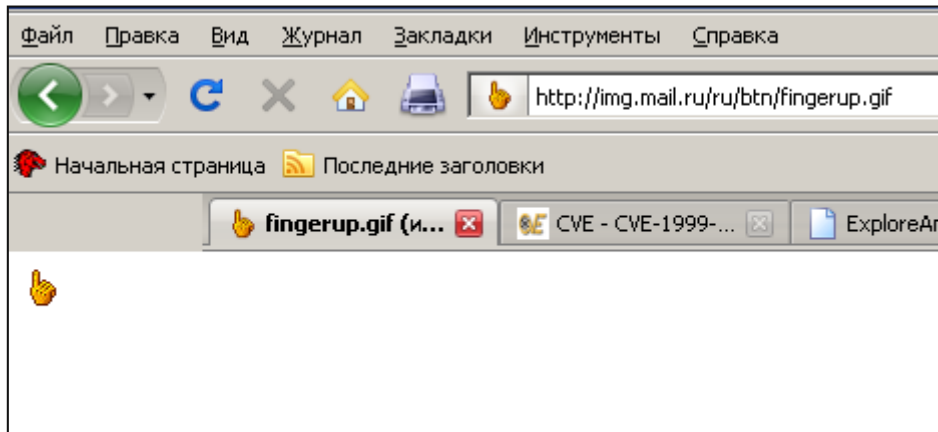 Файл Правка Вид Журнал Закладки Инструменты Справка
http://img.mail.ru/ru/btn/fingerup.gif
Начальная страница Последние заголовки
fingerup.gif (и... CVE - CVE-1999-... ExploreAr